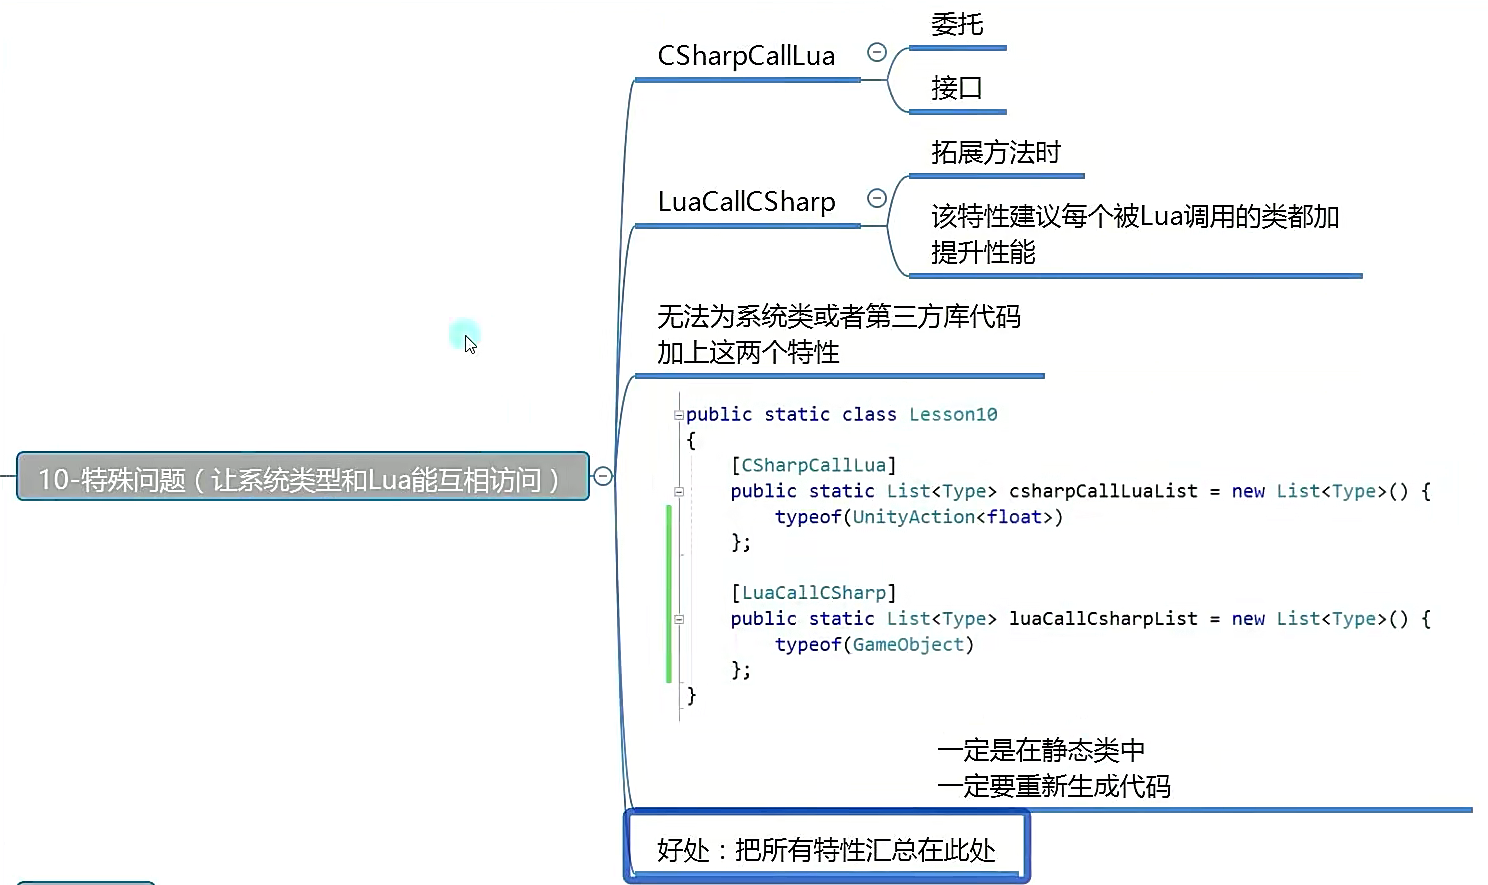 CSharpCallLua
委托
接口
LuaCallCSharp
拓展方法时
该特性建议每个被Lua调用的类都加
提升性能
无法为系统类或者第三方库代码
加上这两个特性
10-特殊问题（让系统类型和Lua能互相访问）
public static class Lesson10
{
[CSharpCallLua]
public static List<Type> csharpCallLuaList = new List<Type>() {
typeof(UnityAction<float>)
};
[LuaCallCSharp]
public static List<Type> luaCallCsharpList = new List<Type>() {
typeof(GameObject)
};
}
一定是在静态类中
一定要重新生成代码
好处：把所有特性汇总在此处